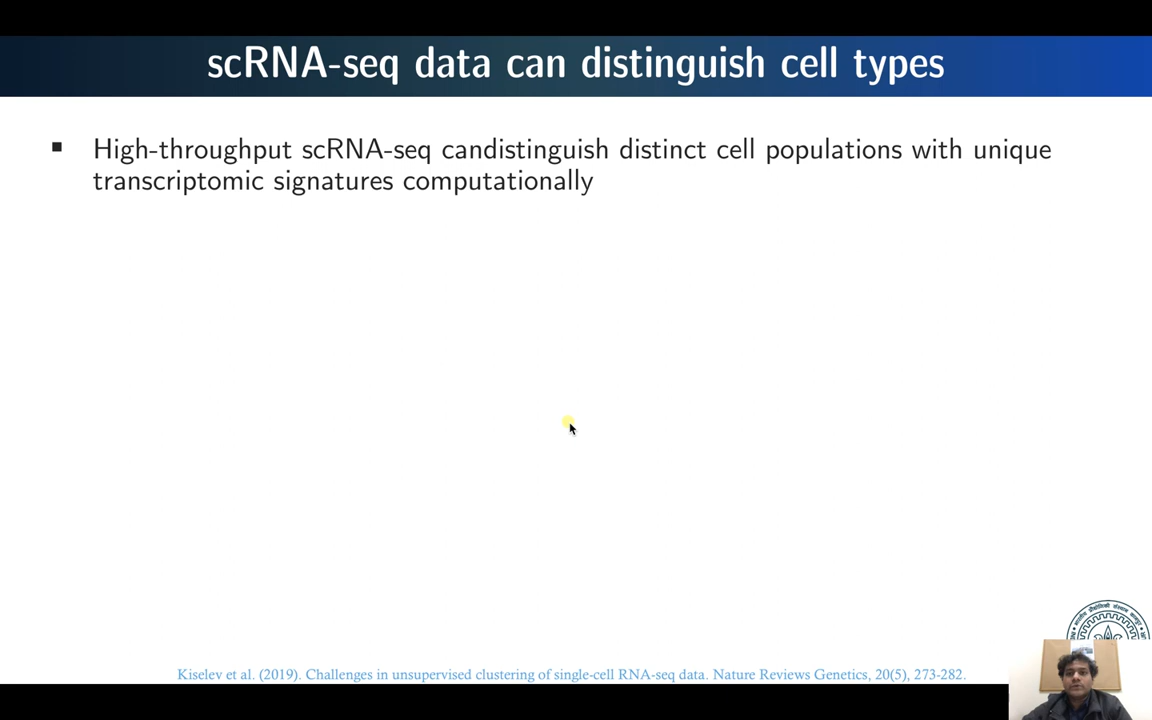 scRNA-seq data can distinguish cell types
▪ High-throughput scRNA-seq candistinguish distinct cell populations with unique
transcriptomic signatures computationally
Kiselev et al. (2019). Challenges in unsupervised clustering of single-cell RNA-seq data. Nature Reviews Genetics, 20(5), 273-282.